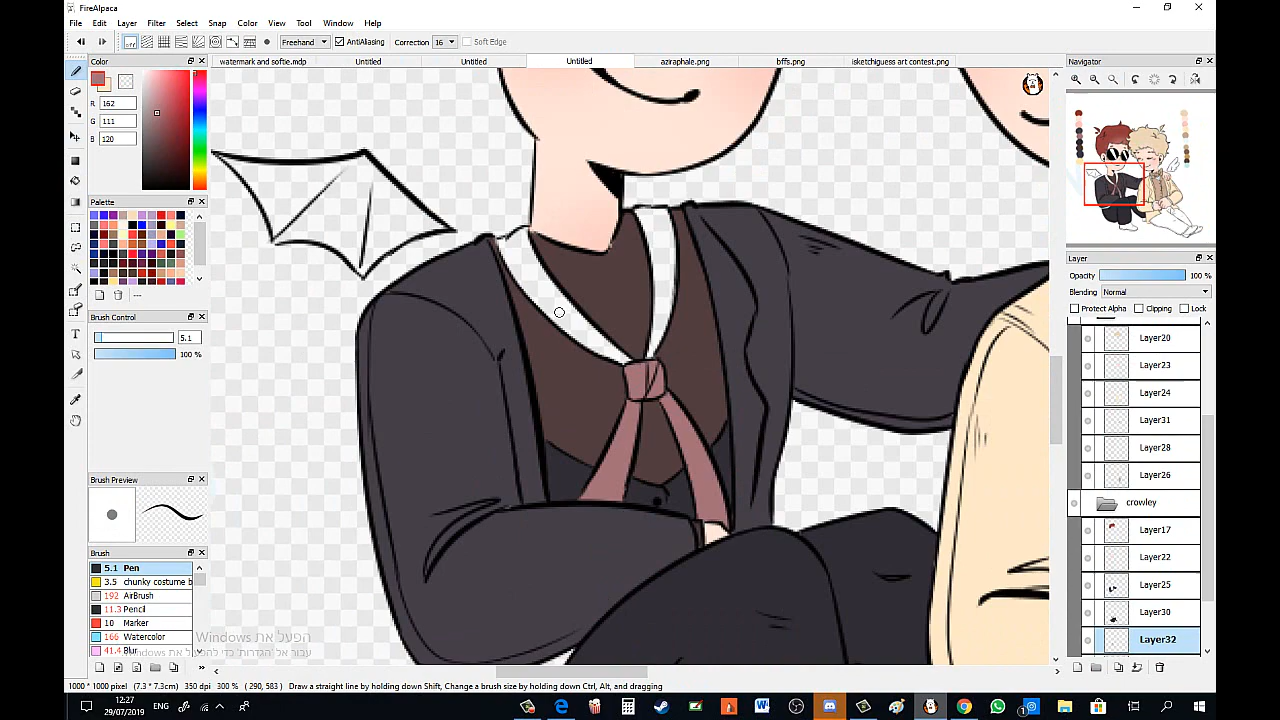 FireAlpaca
File Edit Layer Filter Select Snap Color View Tool Window Help
off Freehand AntiAliasing Correction 16 Soft Edge
Color watermark and softie.mdp Untitled Untitled Untitled aziraphale.png bffs.png isketchiguess art contest.png Navigator
R 162
G 111
B 120
Palette
Layer
Opacity 100 %
Blending Normal
Protect Alpha Clipping Lock
Brush Control
5.1
100 %
Layer20
Layer23
Layer24
Layer31
Layer28
Layer26
crowley
Layer17
Layer22
Layer25
Layer30
Layer32
Brush Preview
Brush
5.1 Pen
3.5 chunky costume b
192 AirBrush
11.3 Pencil
10 Marker
166 Watercolor
41.4 Blur
הפעל את Windows
עבור אל 'הגדרות' כדי להפעיל את Windows.
1000 * 1000 pixel (7.3 * 7.3cm) 350 dpi 300 % ( 290, 583) Draw a straight line by holding down Shift, Change a brush size by holding down Ctrl, Alt, and dragging
12:27
29/07/2019
ENG